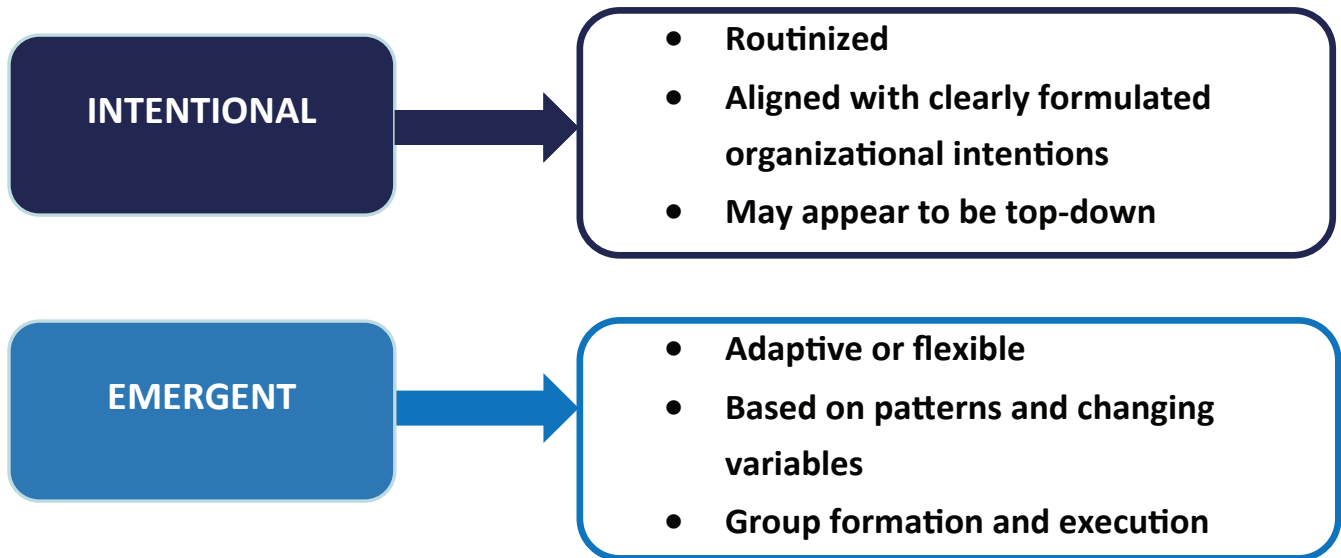 INTENTIONAL
• Routinized
• Aligned with clearly formulated
organizational intentions
• May appear to be top-down
EMERGENT
• Adaptive or flexible
• Based on patterns and changing
variables
• Group formation and execution